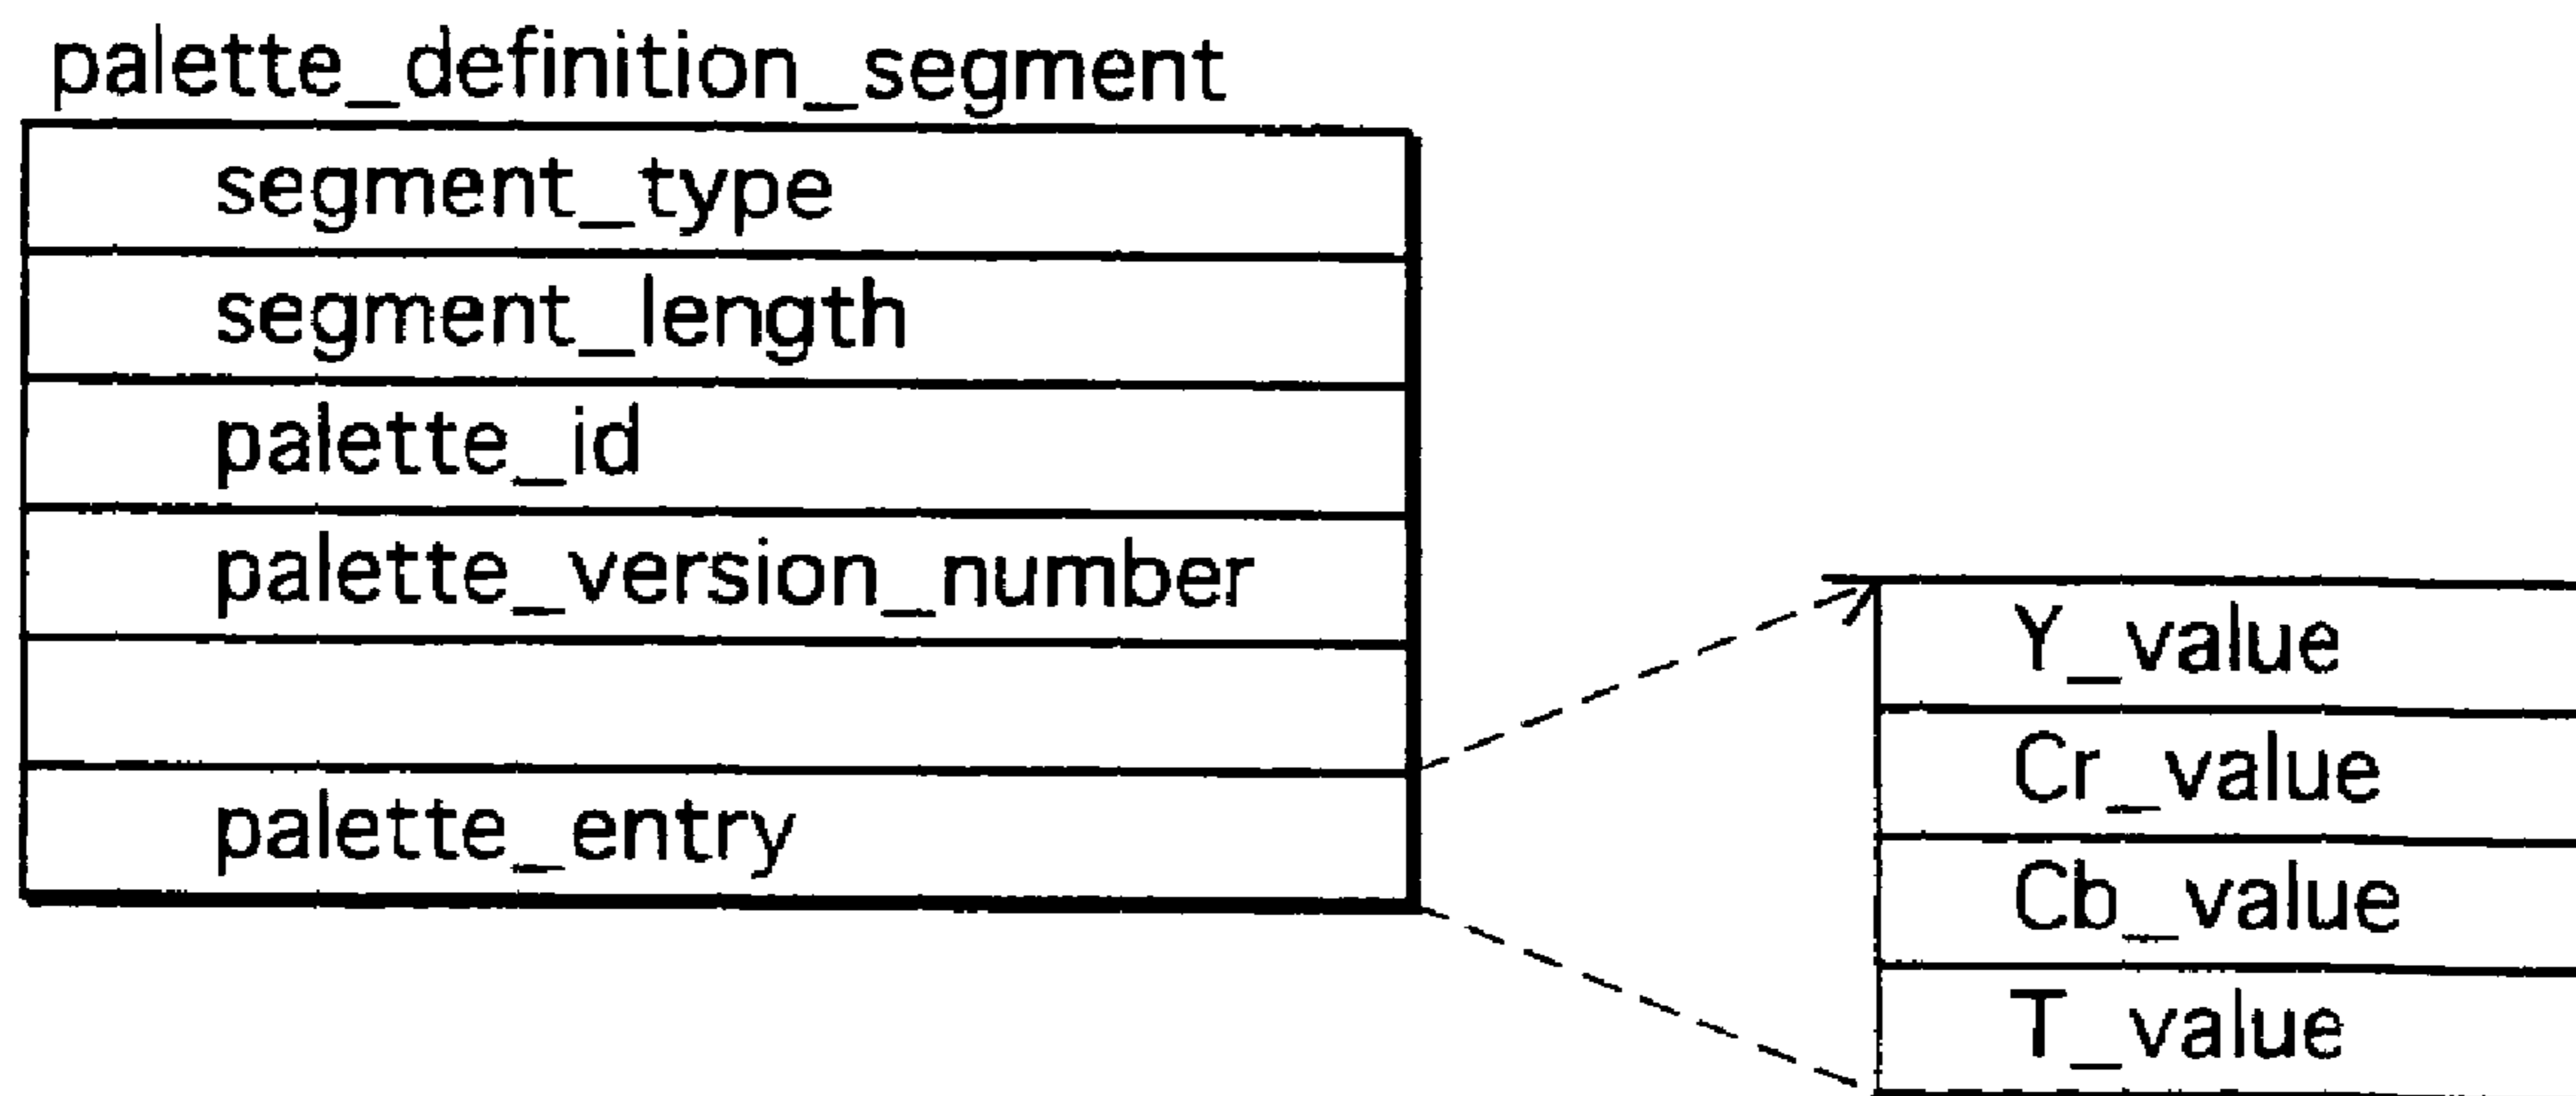 palette_definition_segment
segment_type
segment_length
palette_id
palette_version_number
palette_entry
Y_value
Cr_value
Cb_value
T_value